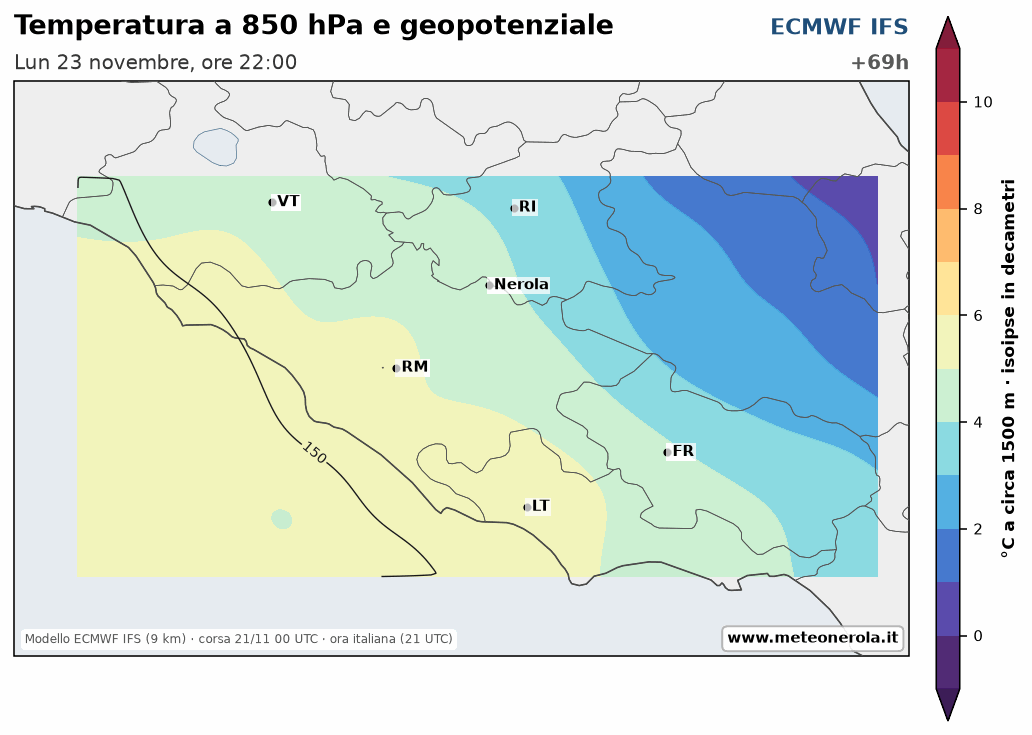 Temperatura a 850 hPa e geopotenziale
ECMWF IFS
Lun 23 novembre, ore 22:00
+69h
VT
RI
Nerola
RM
150
FR
LT
Modello ECMWF IFS (9 km) · corsa 21/11 00 UTC · ora italiana (21 UTC)
www.meteonerola.it
10
8
6
4
2
0
°C a circa 1500 m · isoipse in decametri